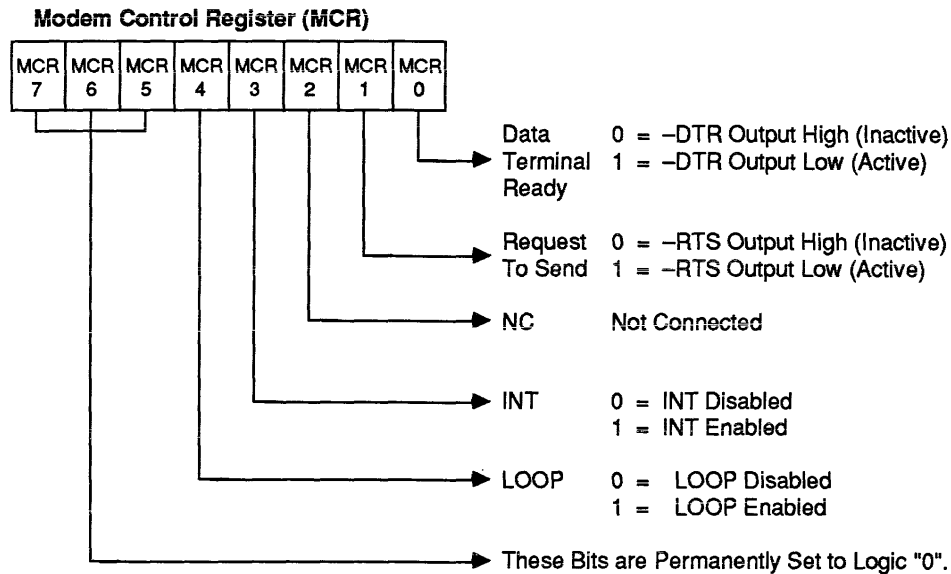 Modem Control Register (MCR)
MCR 7 MCR 6 MCR 5 MCR 4 MCR 3 MCR 2 MCR 1 MCR 0
Data 0 = –DTR Output High (Inactive)
Terminal 1 = –DTR Output Low (Active)
Ready
Request 0 = –RTS Output High (Inactive)
To Send 1 = –RTS Output Low (Active)
NC Not Connected
INT 0 = INT Disabled
1 = INT Enabled
LOOP 0 = LOOP Disabled
1 = LOOP Enabled
These Bits are Permanently Set to Logic "0".